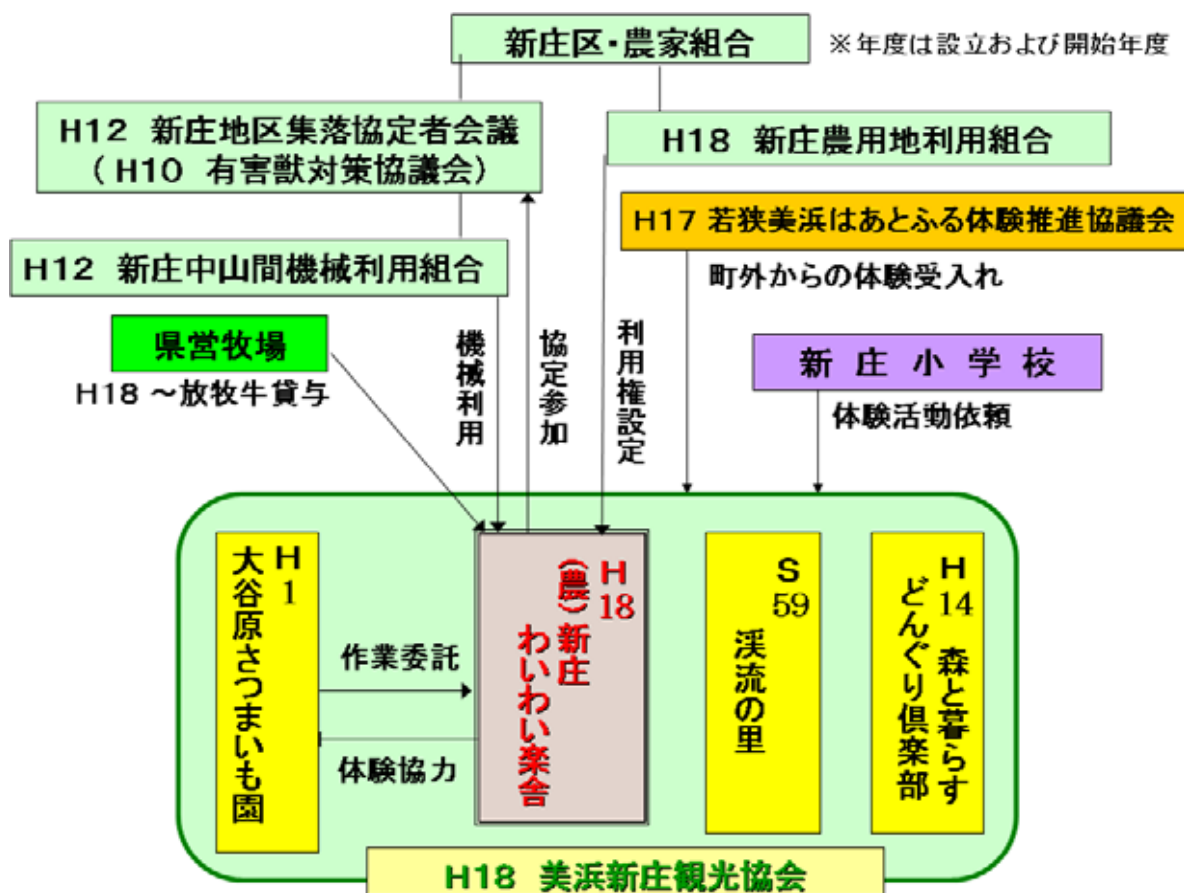 新庄区・農家組合
※年度は設立および開始年度
H12 新庄地区集落協定者会議
（H10 有害獣対策協議会）
H18 新庄農用地利用組合
H17 若狭美浜はあとふる体験推進協議会
町外からの体験受入れ
H12 新庄中山間機械利用組合
県営牧場
H18 ～放牧牛貸与
機械利用
協定参加
利用権設定
新庄小学校
体験活動依頼
H1
大谷原さつまいも園
作業委託
体験協力
H18
（農）新庄
わいわい楽舎
S59
渓流の里
H14 森と暮らす
どんぐり倶楽部
H18 美浜新庄観光協会